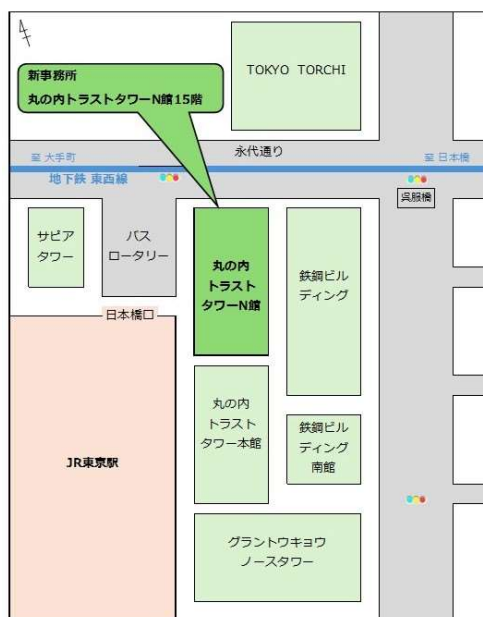 TOKYO TORCHI
新事務所
丸の内トラストタワーN館15階
永代通り
至 大手町
至 日本橋
地下鉄 東西線
呉服橋
サピア
タワー
バス
ロータリー
丸の内
トラスト
タワーN館
鉄鋼ビル
ディング
日本橋口
丸の内
トラスト
タワー本館
鉄鋼ビル
ディング
南館
JR東京駅
グラントウキョウ
ノースタワー